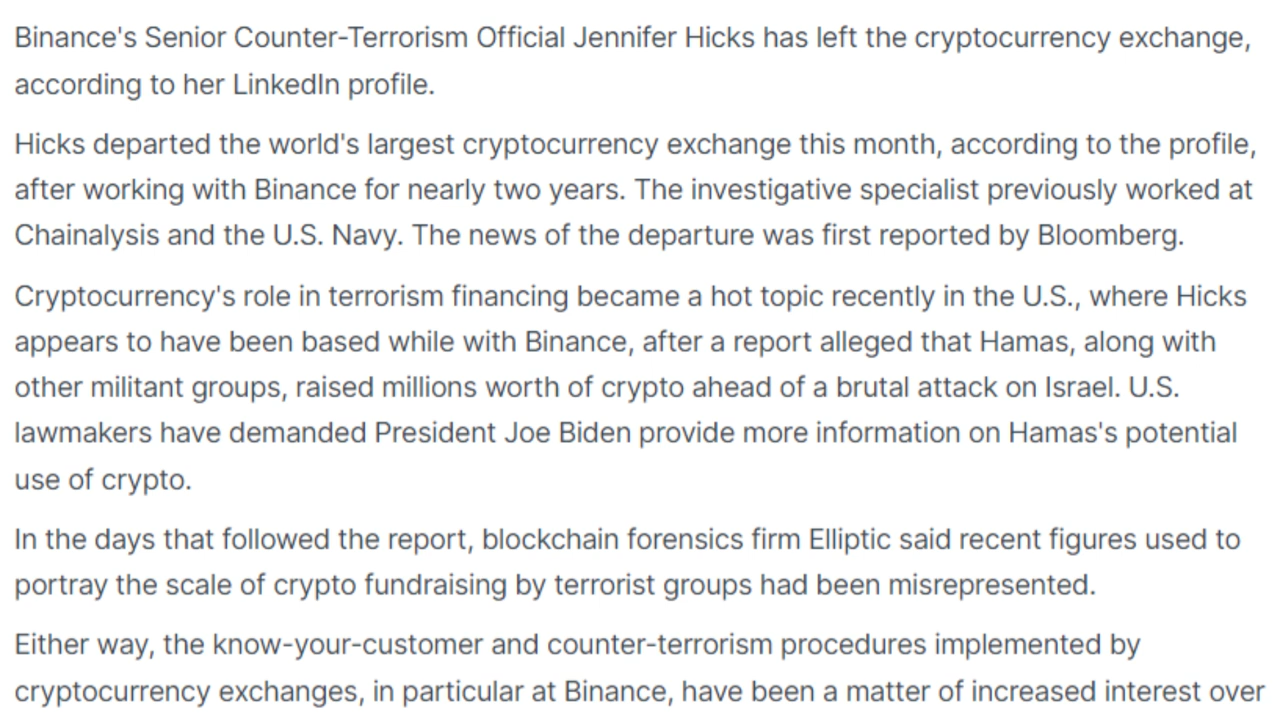 Binance's Senior Counter-Terrorism Official Jennifer Hicks has left the cryptocurrency exchange,
according to her LinkedIn profile.
Hicks departed the world's largest cryptocurrency exchange this month, according to the profile,
after working with Binance for nearly two years. The investigative specialist previously worked at
Chainalysis and the U.S. Navy. The news of the departure was first reported by Bloomberg.
Cryptocurrency's role in terrorism financing became a hot topic recently in the U.S., where Hicks
appears to have been based while with Binance, after a report alleged that Hamas, along with
other militant groups, raised millions worth of crypto ahead of a brutal attack on Israel. U.S.
lawmakers have demanded President Joe Biden provide more information on Hamas's potential
use of crypto.
In the days that followed the report, blockchain forensics firm Elliptic said recent figures used to
portray the scale of crypto fundraising by terrorist groups had been misrepresented.
Either way, the know-your-customer and counter-terrorism procedures implemented by
cryptocurrency exchanges, in particular at Binance, have been a matter of increased interest over